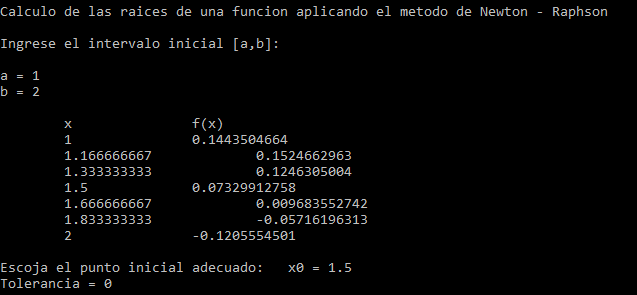 Calculo de las raices de una funcion aplicando el metodo de Newton - Raphson
Ingrese el intervalo inicial [a,b]:
a = 1
b = 2
x f(x)
1 0.1443504664
1.166666667 0.1524662963
1.333333333 0.1246305004
1.5 0.07329912758
1.666666667 0.009683552742
1.833333333 -0.05716196313
2 -0.1205554501
Escoja el punto inicial adecuado: x0 = 1.5
Tolerancia = 0